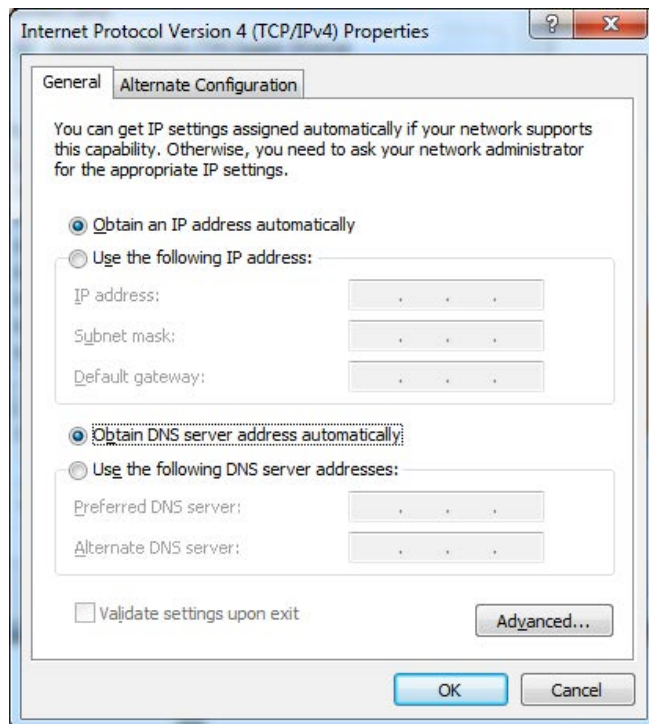 Internet Protocol Version 4 (TCP/IPv4) Properties
?
X
General
Alternate Configuration
You can get IP settings assigned automatically if your network supports
this capability. Otherwise, you need to ask your network administrator
for the appropriate IP settings.
Obtain an IP address automatically
Use the following IP address:
IP address:
. . .
Subnet mask:
. . .
Default gateway:
. . .
Obtain DNS server address automatically
Use the following DNS server addresses:
Preferred DNS server:
. . .
Alternate DNS server:
. . .
Validate settings upon exit
Advanced...
OK
Cancel